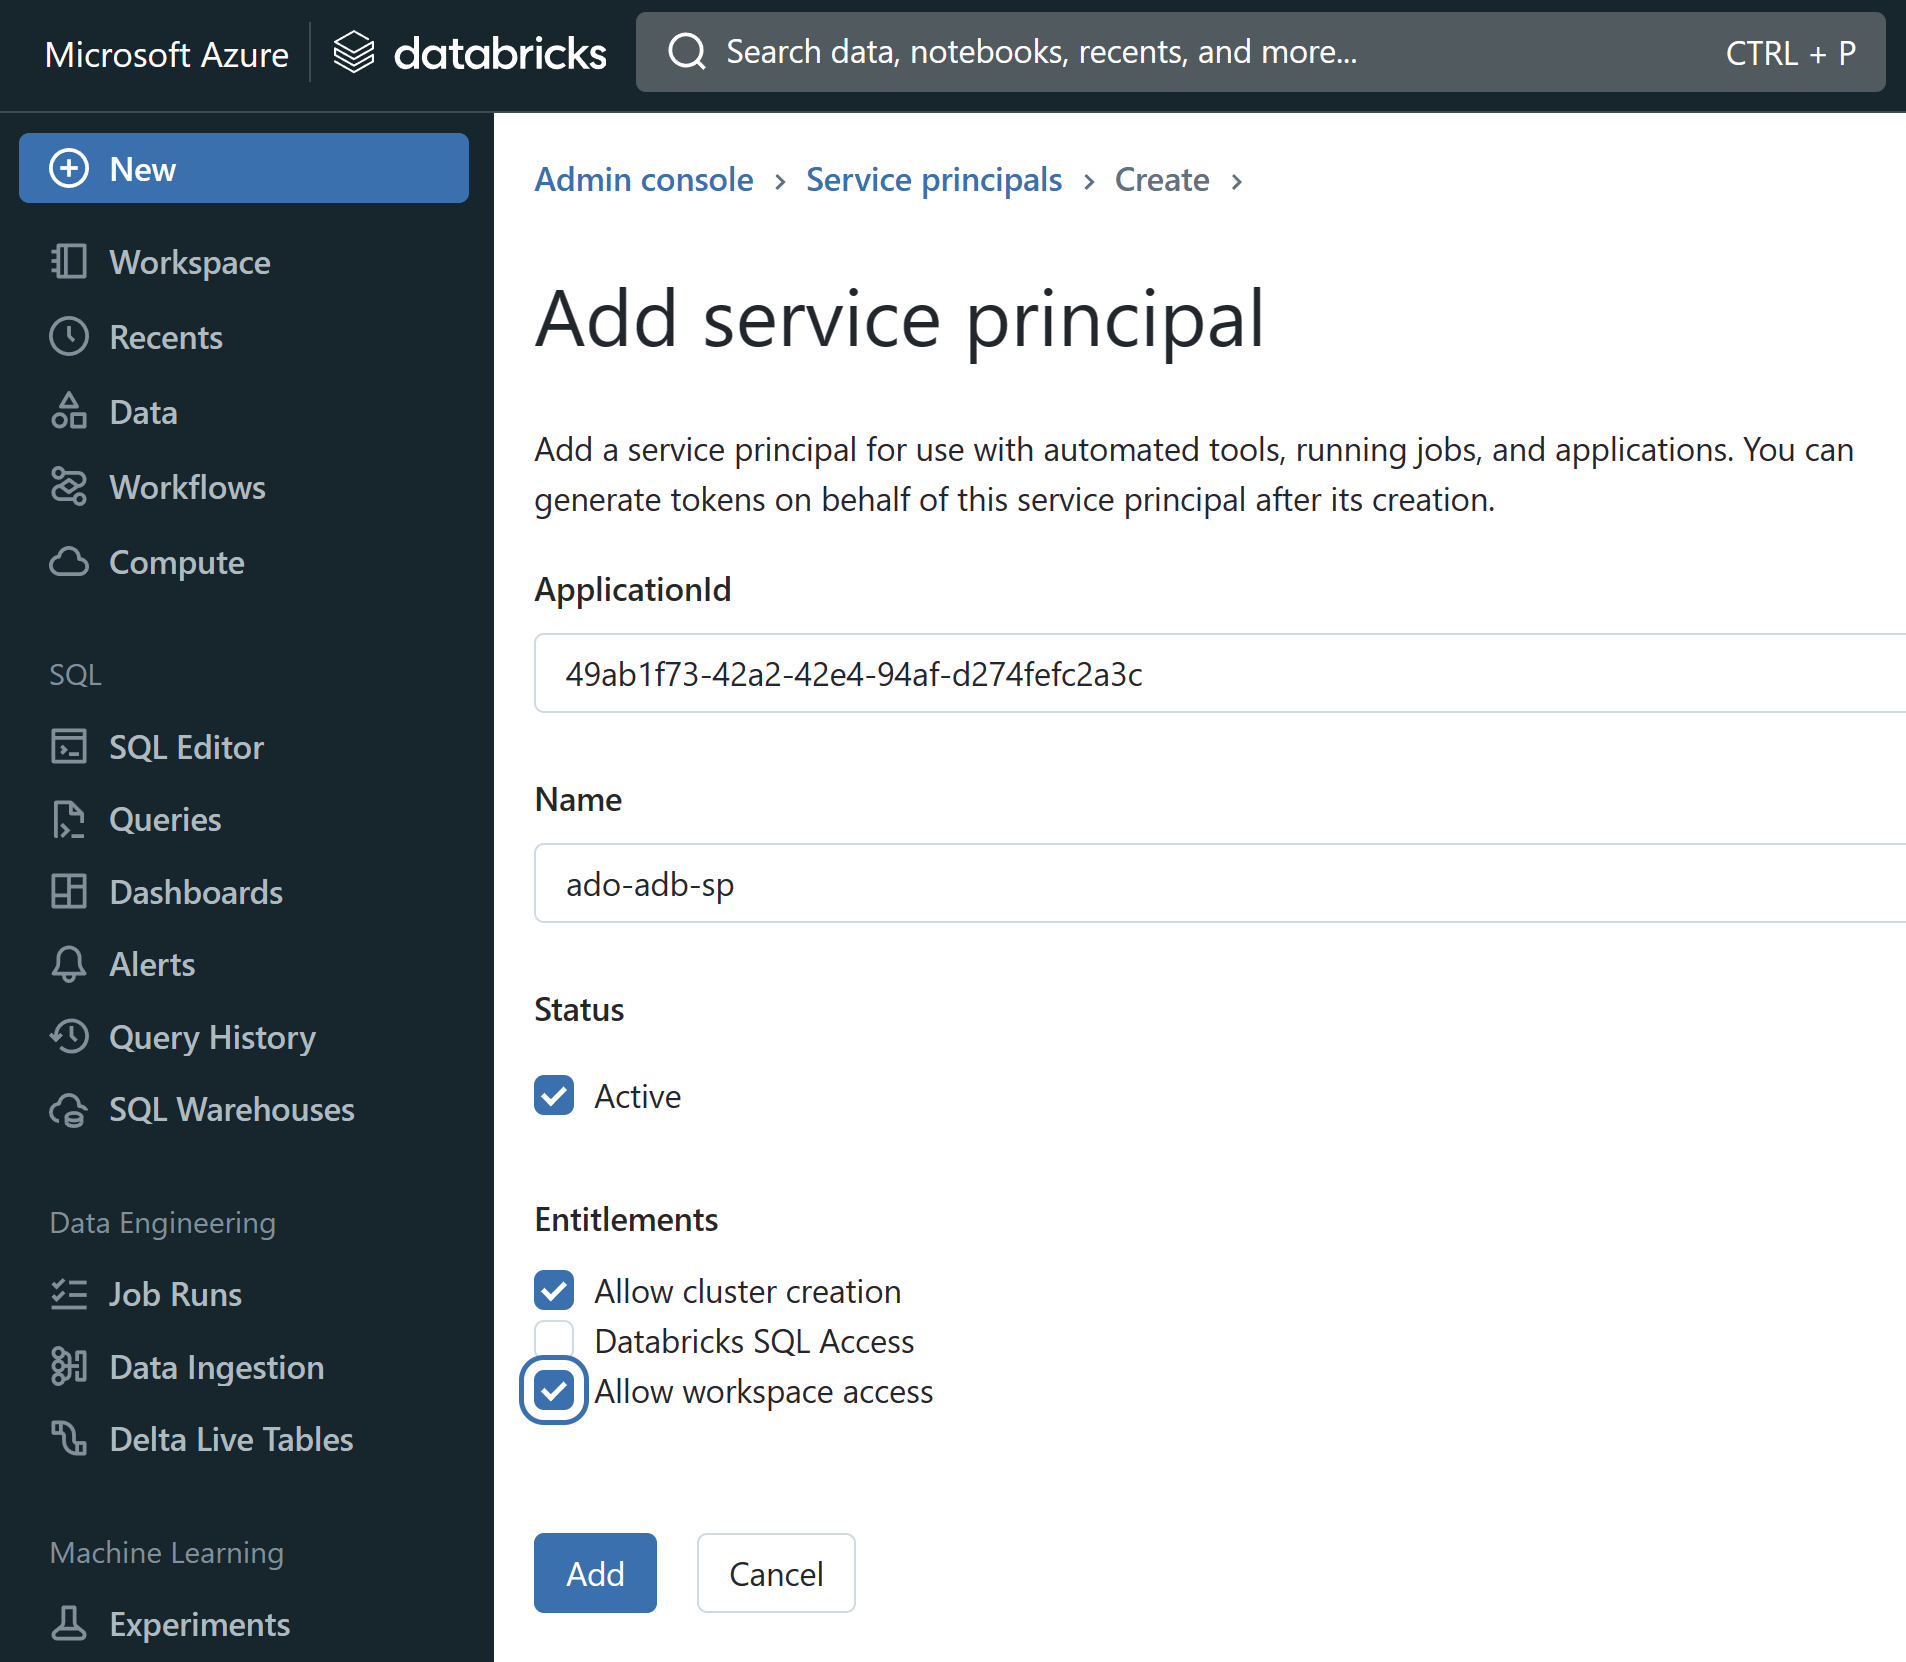 Microsoft Azure databricks Search data, notebooks, recents, and more... CTRL + P
New
Workspace
Recents
Data
Workflows
Compute
SQL
SQL Editor
Queries
Dashboards
Alerts
Query History
SQL Warehouses
Data Engineering
Job Runs
Data Ingestion
Delta Live Tables
Machine Learning
Experiments
Admin console > Service principals > Create >
Add service principal
Add a service principal for use with automated tools, running jobs, and applications. You can
generate tokens on behalf of this service principal after its creation.
ApplicationId
49ab1f73-42a2-42e4-94af-d274fefc2a3c
Name
ado-adb-sp
Status
Active
Entitlements
Allow cluster creation
Databricks SQL Access
Allow workspace access
Add Cancel